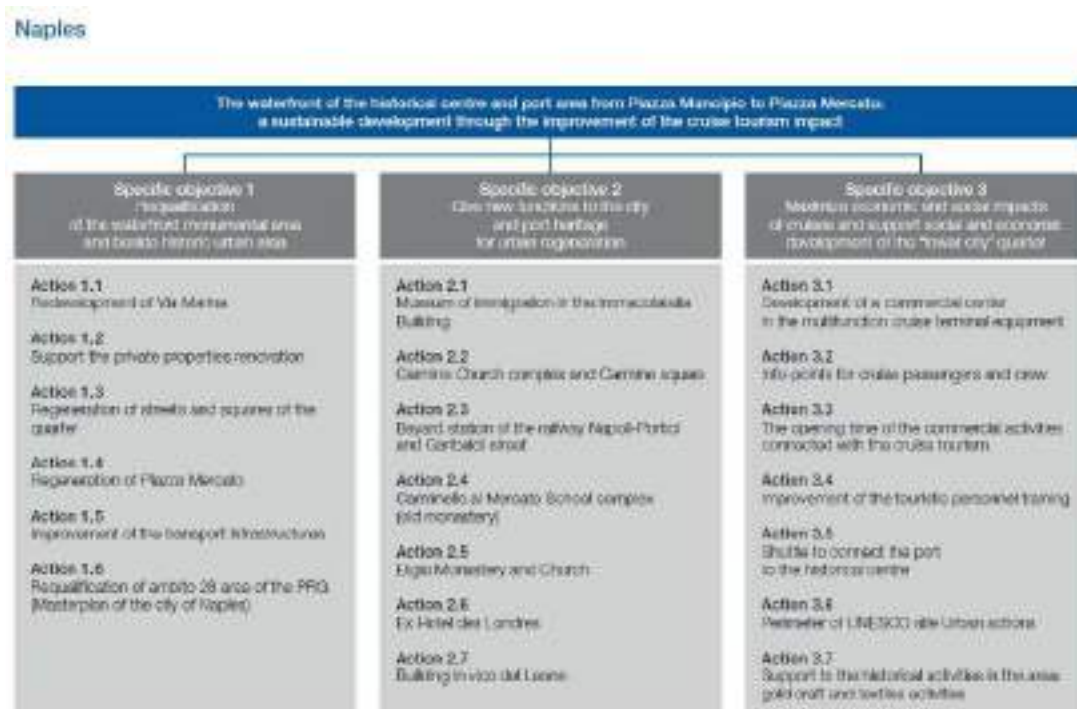 Naples
The waterfront of the historical centre and port area from Piazza Municipio to Piazza Mercato:
a sustainable development through the improvement of the cruise tourism impact
Specific objective 1
Requalification
of the waterfront monumental area
and beside historic urban area
Action 1.1
Redevelopment of Via Marina
Action 1.2
Support the private properties renovation
Action 1.3
Regeneration of streets and squares of the
quarter
Action 1.4
Regeneration of Piazza Mercato
Action 1.5
Improvement of the transport infrastructures
Action 1.6
Requalification of ambito 28 area of the PRG
(Masterplan of the city of Naples)
Specific objective 2
Give new functions to the city
and port heritage
for urban regeneration
Action 2.1
Museum of Immigration in the Immacolatella
Building
Action 2.2
Carmine Church complex and Carmine square
Action 2.3
Bayard station of the railway Napoli-Portici
and Garibaldi street
Action 2.4
Carminello al Mercato School complex
(old monastery)
Action 2.5
Eligio Monastery and Church
Action 2.6
Ex Hotel des Londres
Action 2.7
Building in vico del Leone
Specific objective 3
Maximize economic and social impacts
of cruises and support social and economic
development of the "lower city" quarter
Action 3.1
Development of a commercial center
in the multifunction cruise terminal equipment
Action 3.2
Info-points for cruise passengers and crew
Action 3.3
The opening time of the commercial activities
connected with the cruise tourism
Action 3.4
Improvement of the touristic personnel training
Action 3.5
Shuttle to connect the port
to the historical centre
Action 3.6
Perimeter of UNESCO site Urban actions
Action 3.7
Support to the historical activities in the area:
gold craft and textiles activities